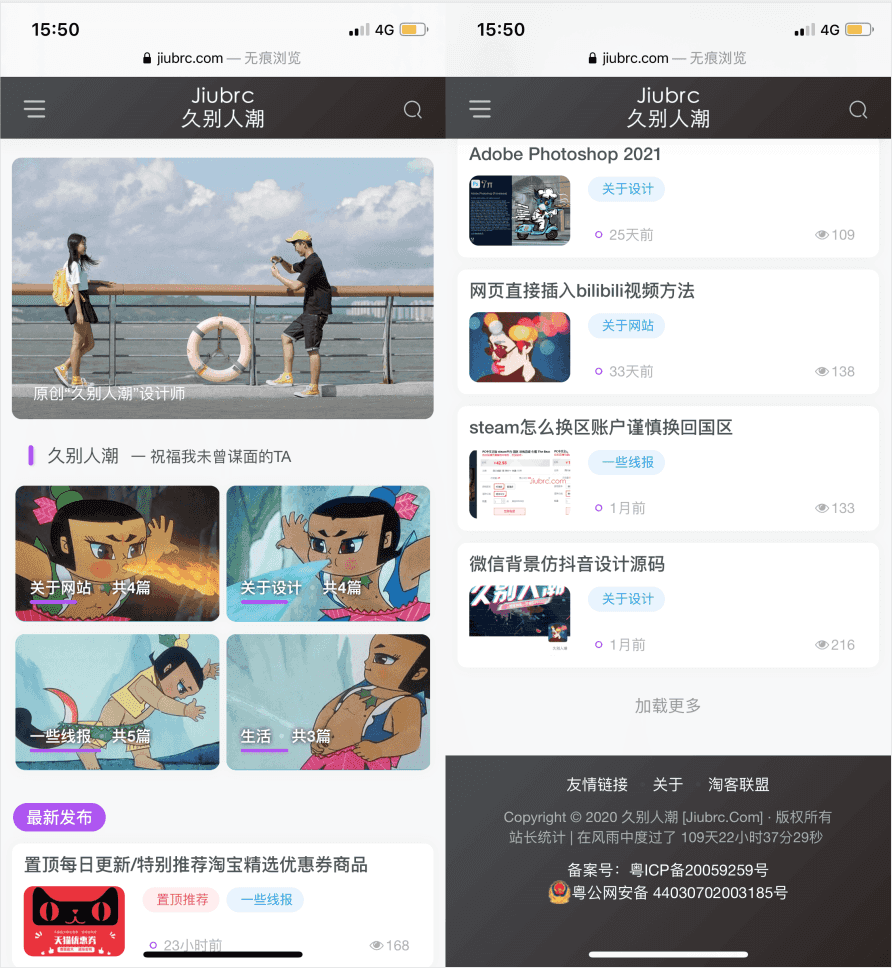 15:50
4G
jiubrc.com — 无痕浏览
Jiubrc
久别人潮
原创“久别人潮”设计师
久别人潮 — 祝福我未曾谋面的TA
关于网站 共4篇
关于设计 共4篇
一些线报 共5篇
生活 共3篇
最新发布
置顶每日更新/特别推荐淘宝精选优惠券商品
天猫优惠券
置顶推荐 一些线报
23小时前 168
15:50
4G
jiubrc.com — 无痕浏览
Jiubrc
久别人潮
Adobe Photoshop 2021
关于设计
25天前 109
网页直接插入bilibili视频方法
关于网站
33天前 138
steam怎么换区账户谨慎换回国区
Jiubrc.com
一些线报
1月前 133
微信背景仿抖音设计源码
久别人潮
关于设计
1月前 216
加载更多
友情链接 关于 淘客联盟
Copyright © 2020 久别人潮 [Jiubrc.Com] · 版权所有
站长统计 | 在风雨中度过了 109天22小时37分29秒
备案号：粤ICP备20059259号
粤公网安备 44030702003185号